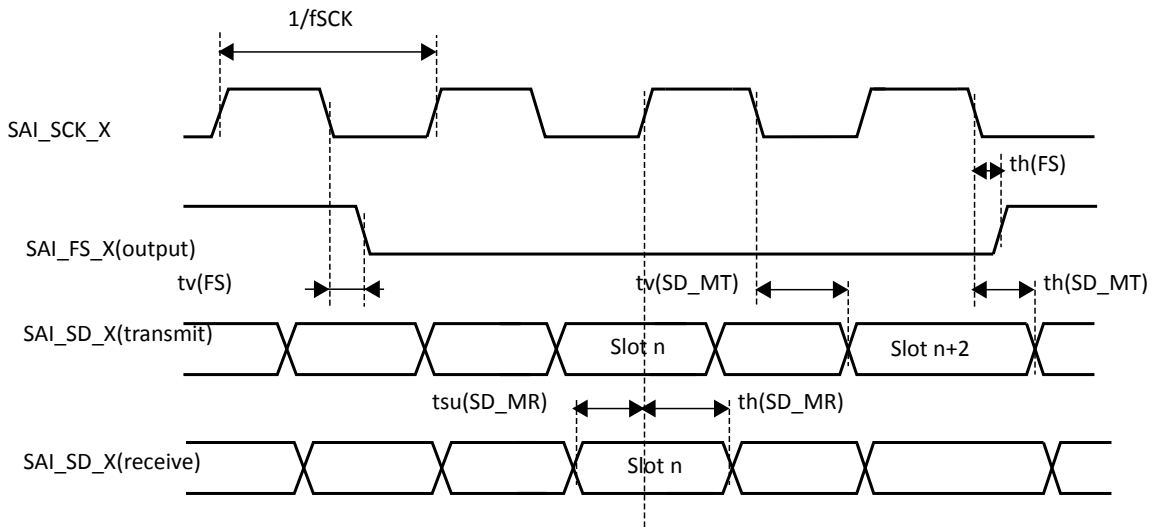 1/fSCK
SAI_SCK_X
th(FS)
SAI_FS_X(output)
tv(FS)
tv(SD_MT)
th(SD_MT)
SAI_SD_X(transmit)
Slot n
Slot n+2
tsu(SD_MR)
th(SD_MR)
SAI_SD_X(receive)
Slot n